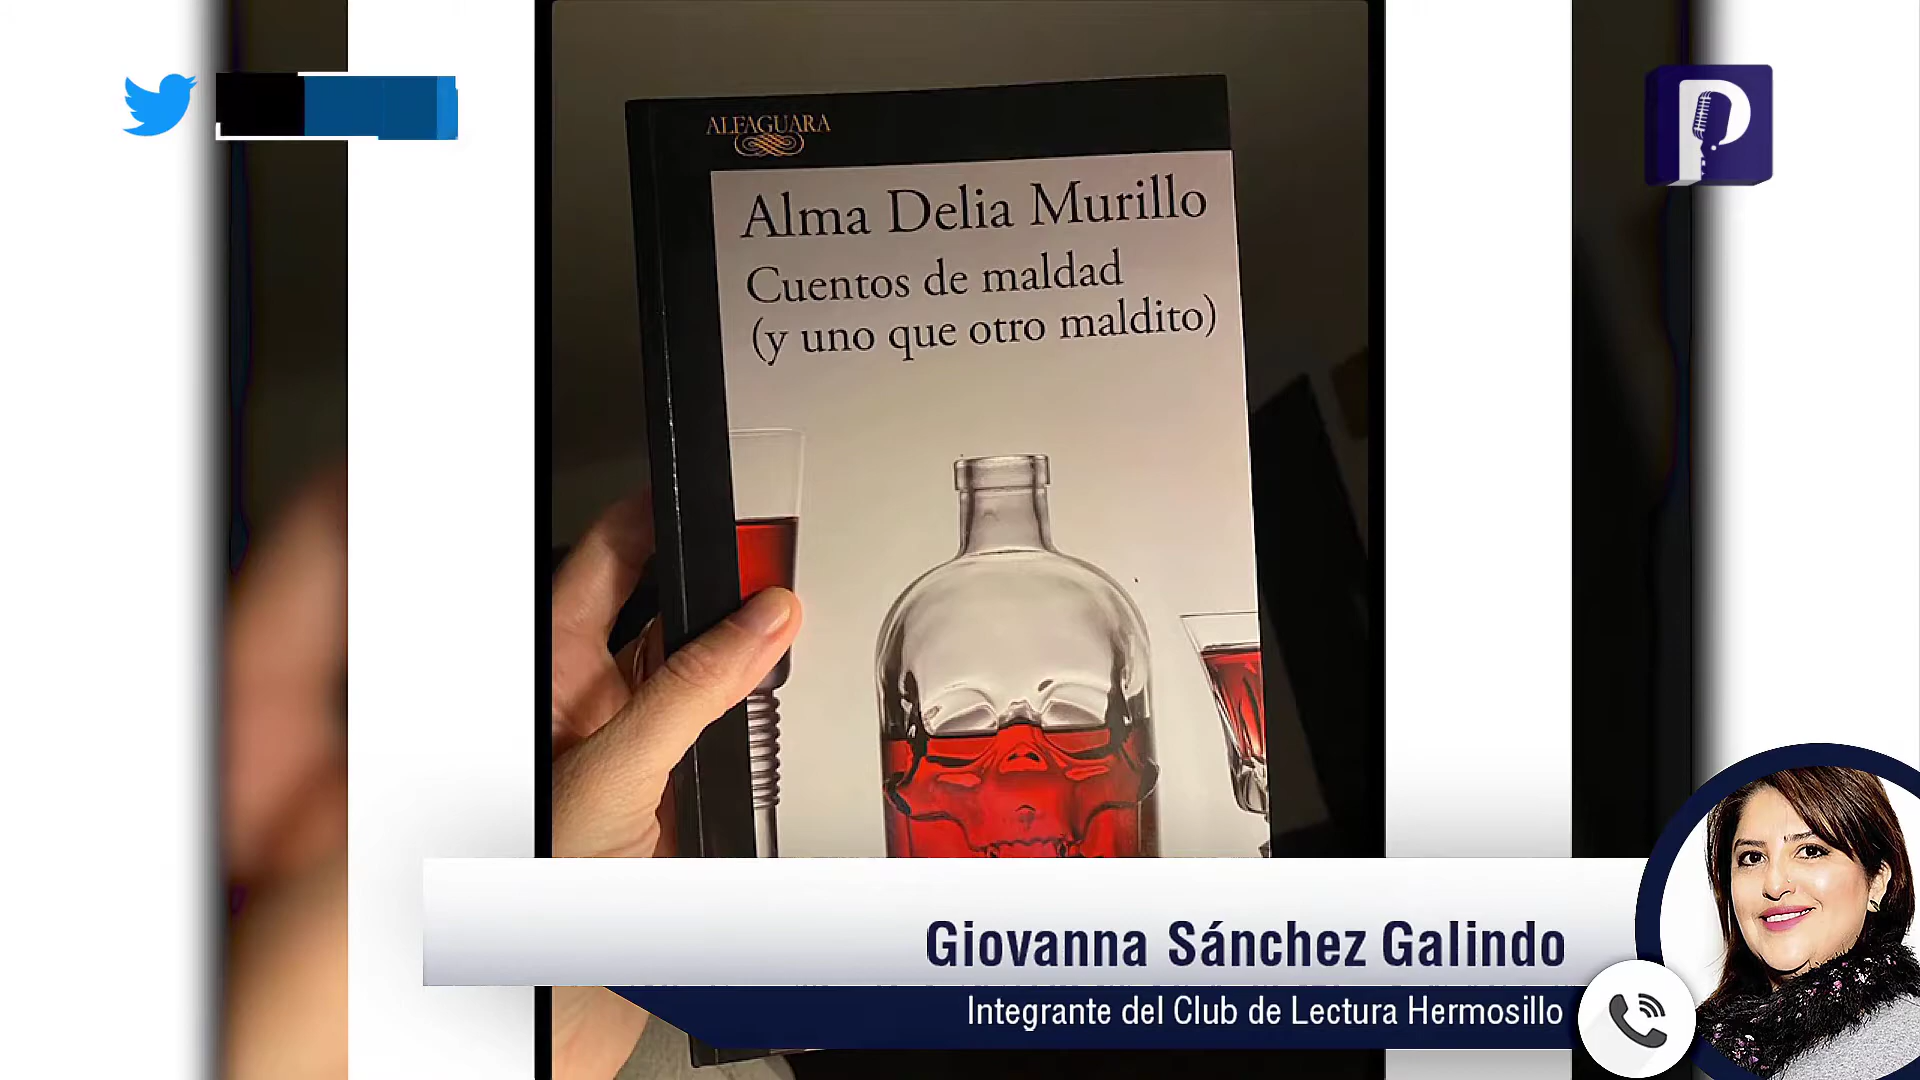 ALFAGUARA
Alma Delia Murillo
Cuentos de maldad
(y uno que otro maldito)
P
Giovanna Sánchez Galindo
Integrante del Club de Lectura Hermosillo